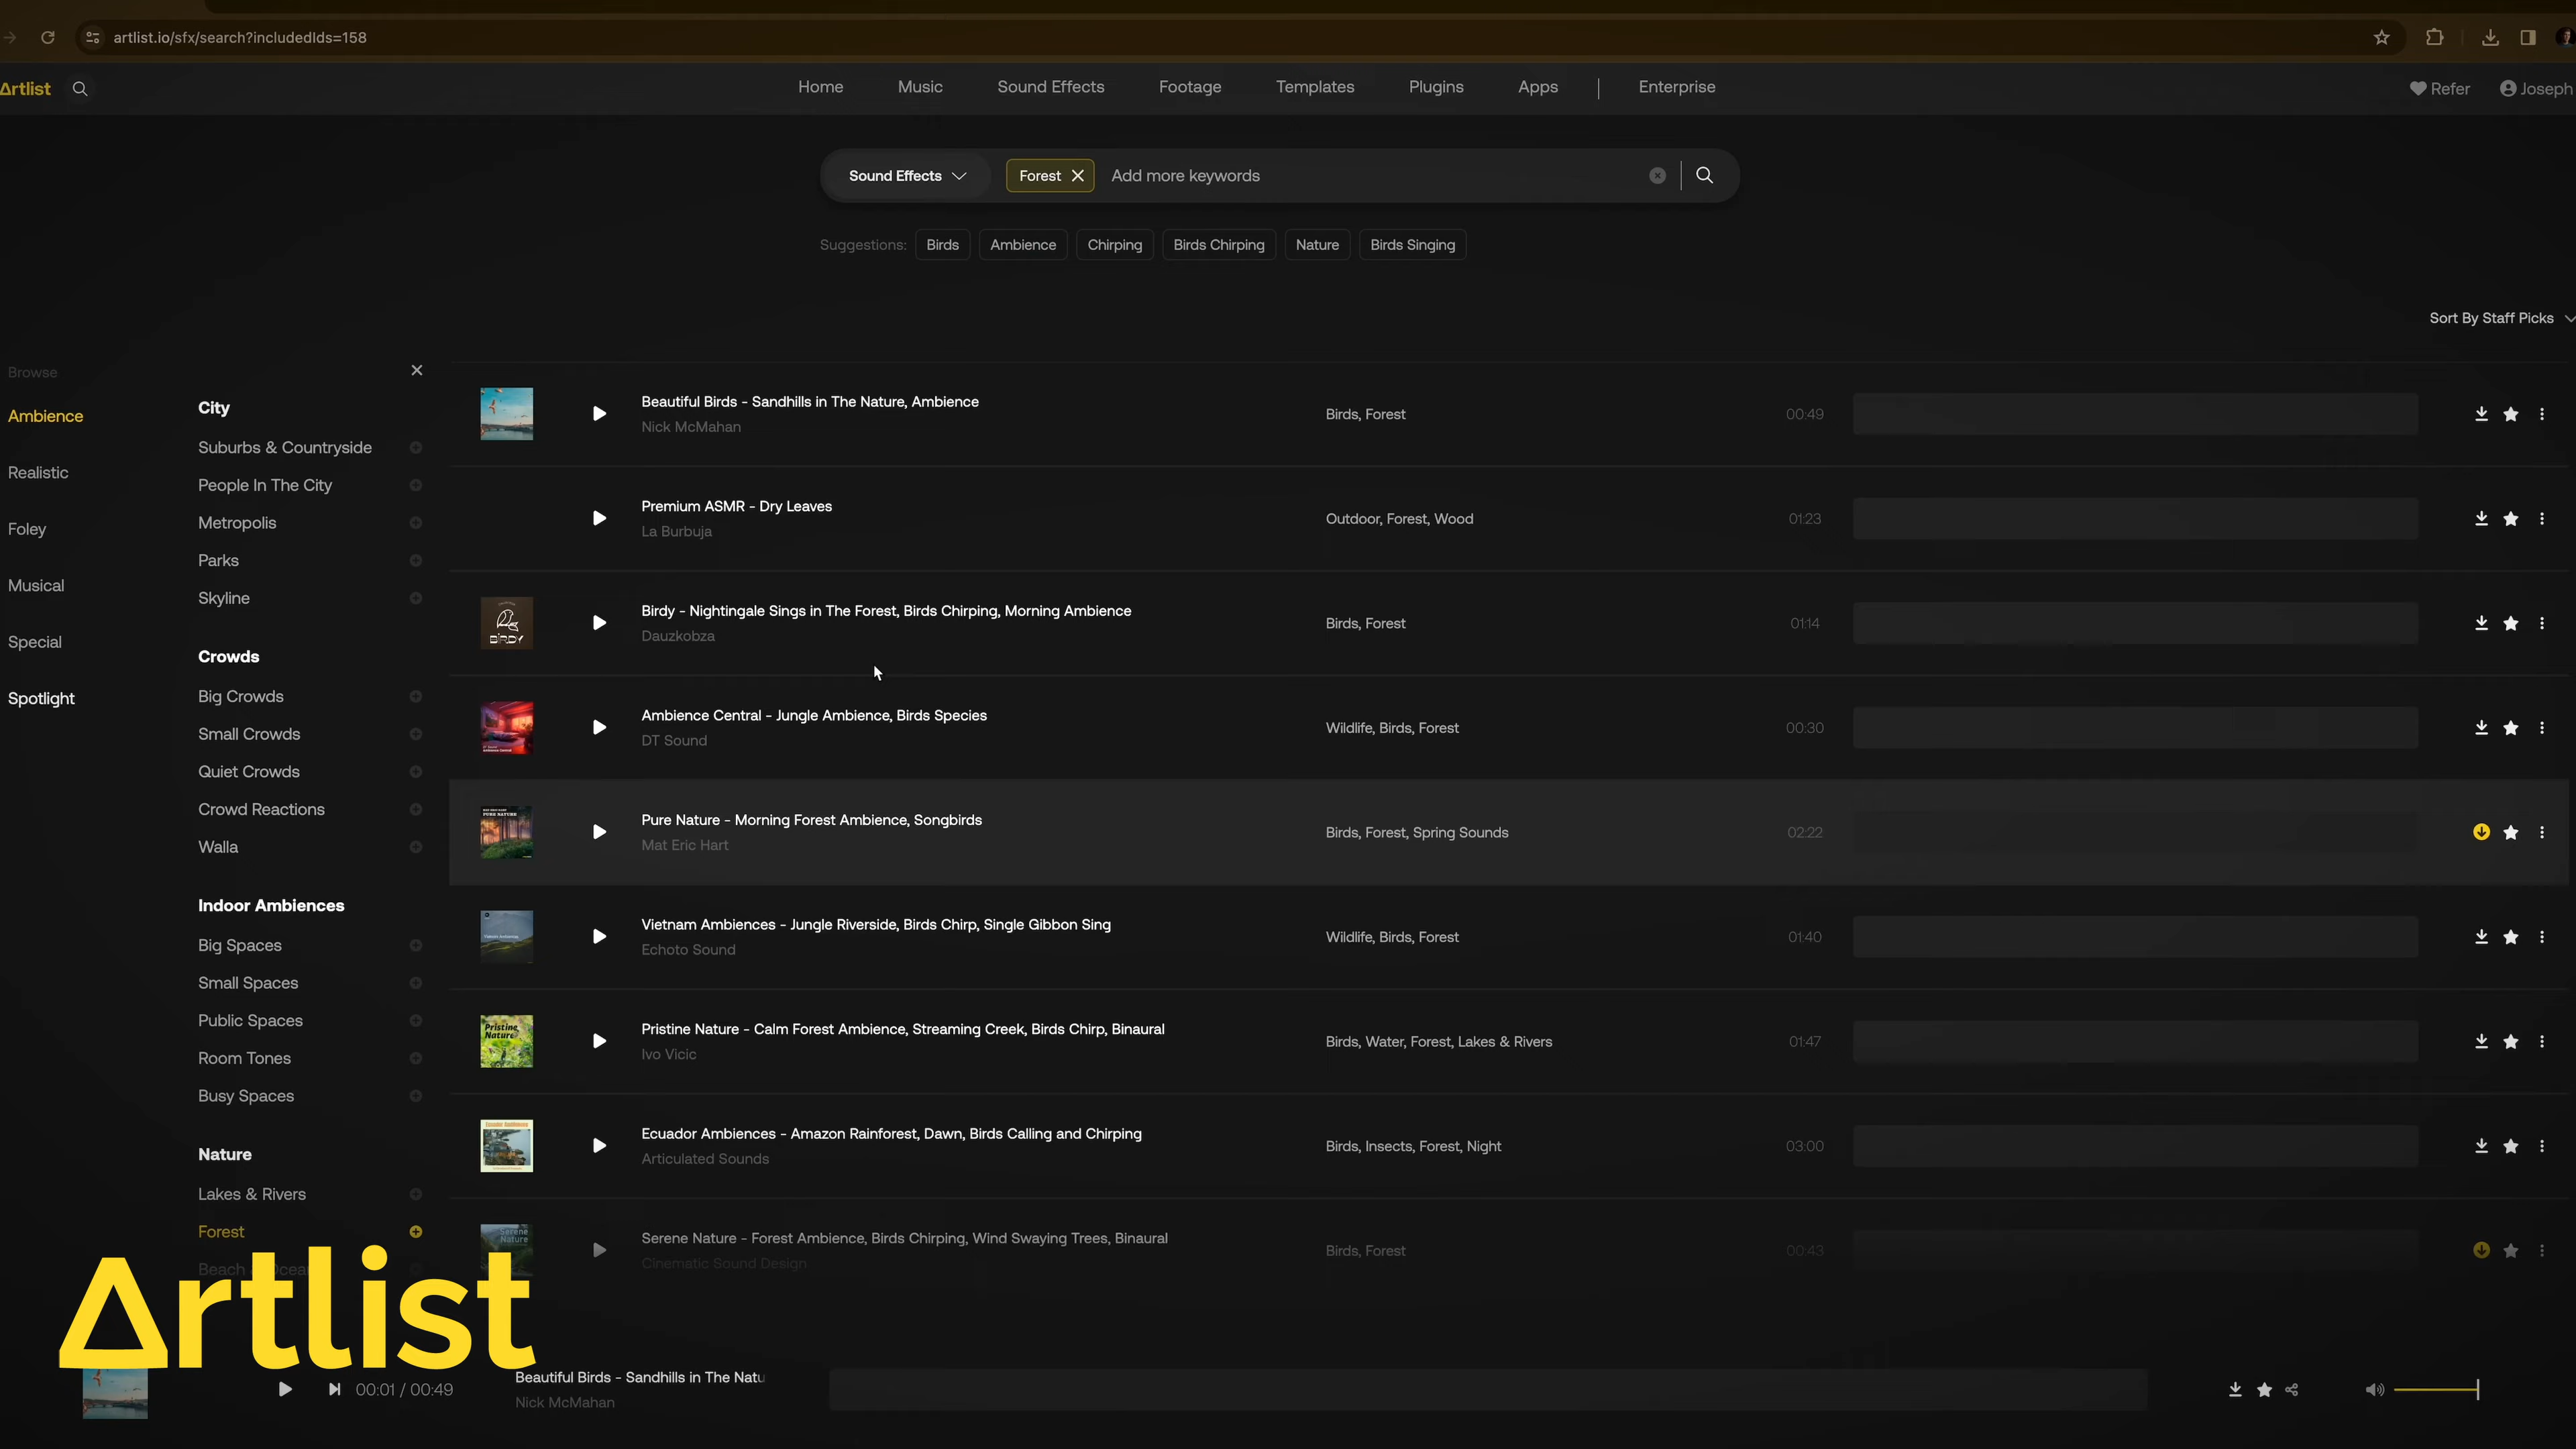 artlist.io/sfx/search?includedIds=158
Artlist
Home
Music
Sound Effects
Footage
Templates
Plugins
Apps
Enterprise
Refer
Joseph
Sound Effects
Forest
Add more keywords
Suggestions:
Birds
Ambience
Chirping
Birds Chirping
Nature
Birds Singing
Sort By Staff Picks
Browse
Ambience
Realistic
Foley
Musical
Special
Spotlight
City
Suburbs & Countryside
People In The City
Metropolis
Parks
Skyline
Crowds
Big Crowds
Small Crowds
Quiet Crowds
Crowd Reactions
Walla
Indoor Ambiences
Big Spaces
Small Spaces
Public Spaces
Room Tones
Busy Spaces
Nature
Lakes & Rivers
Forest
Beautiful Birds - Sandhills in The Nature, Ambience
Nick McMahan
Birds, Forest
00:49
Premium ASMR - Dry Leaves
La Burbuja
Outdoor, Forest, Wood
01:23
BiRDY
Birdy - Nightingale Sings in The Forest, Birds Chirping, Morning Ambience
Dauzkobza
Birds, Forest
01:14
Ambience Central - Jungle Ambience, Birds Species
DT Sound
Wildlife, Birds, Forest
00:30
PURE NATURE
Pure Nature - Morning Forest Ambience, Songbirds
Mat Eric Hart
Birds, Forest, Spring Sounds
02:22
Vietnam Ambiences - Jungle Riverside, Birds Chirp, Single Gibbon Sing
Echoto Sound
Wildlife, Birds, Forest
01:40
Pristine
Nature
Pristine Nature - Calm Forest Ambience, Streaming Creek, Birds Chirp, Binaural
Ivo Vicic
Birds, Water, Forest, Lakes & Rivers
01:47
Ecuador Ambiences - Amazon Rainforest, Dawn, Birds Calling and Chirping
Articulated Sounds
Birds, Insects, Forest, Night
03:00
Serene
Nature
Serene Nature - Forest Ambience, Birds Chirping, Wind Swaying Trees, Binaural
Cinematic Sound Design
Birds, Forest
00:43
Artlist
00:01 / 00:49
Beautiful Birds - Sandhills in The Natu
Nick McMahan